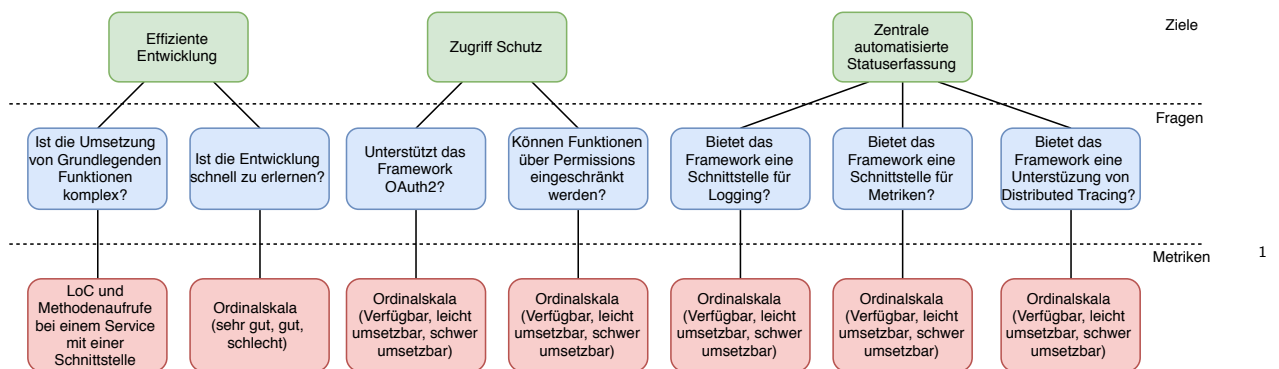 Effiziente
Entwicklung
Zugriff Schutz
Zentrale
automatisierte
Statuserfassung
Ziele
Fragen
Ist die Umsetzung
von Grundlegenden
Funktionen
komplex?
Ist die Entwicklung
schnell zu erlernen?
Unterstützt das
Framework
OAuth2?
Können Funktionen
über Permissions
eingeschränkt
werden?
Bietet das
Framework eine
Schnittstelle für
Logging?
Bietet das
Framework eine
Schnittstelle für
Metriken?
Bietet das
Framework eine
Unterstüzung von
Distributed Tracing?
Metriken
1
LoC und
Methodenaufrufe
bei einem Service
mit einer
Schnittstelle
Ordinalskala
(sehr gut, gut,
schlecht)
Ordinalskala
(Verfügbar, leicht
umsetzbar, schwer
umsetzbar)
Ordinalskala
(Verfügbar, leicht
umsetzbar, schwer
umsetzbar)
Ordinalskala
(Verfügbar, leicht
umsetzbar, schwer
umsetzbar)
Ordinalskala
(Verfügbar, leicht
umsetzbar, schwer
umsetzbar)
Ordinalskala
(Verfügbar, leicht
umsetzbar, schwer
umsetzbar)